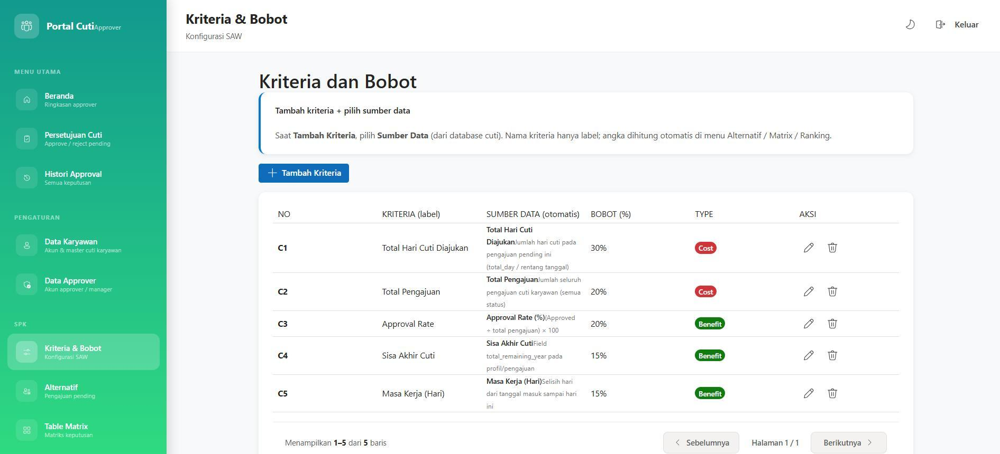 Portal CutiApprover
MENU UTAMA
Beranda
Ringkasan approver
Persetujuan Cuti
Approve / reject pending
Histori Approval
Semua keputusan
PENGATURAN
Data Karyawan
Akun & master cuti karyawan
Data Approver
Akun approver / manager
SPK
Kriteria & Bobot
Konfigurasi SAW
Alternatif
Pengajuan pending
Table Matrix
Matriks keputusan
Kriteria & Bobot
Konfigurasi SAW
Keluar
Kriteria dan Bobot
Tambah kriteria + pilih sumber data
Saat Tambah Kriteria, pilih Sumber Data (dari database cuti). Nama kriteria hanya label; angka dihitung otomatis di menu Alternatif / Matrix / Ranking.
Tambah Kriteria
NO KRITERIA (label) SUMBER DATA (otomatis) BOBOT (%) TYPE AKSI
C1 Total Hari Cuti Diajukan
Total Hari Cuti
DiajukanJumlah hari cuti pada
pengajuan pending ini
(total_day / rentang tanggal)
30% Cost
C2 Total Pengajuan
Total PengajuanJumlah seluruh
pengajuan cuti karyawan (semua
status)
20% Cost
C3 Approval Rate
Approval Rate (%)(Approved
÷ total pengajuan) × 100
20% Benefit
C4 Sisa Akhir Cuti
Sisa Akhir CutiField
total_remaining_year pada
profil/pengajuan
15% Benefit
C5 Masa Kerja (Hari)
Masa Kerja (Hari)Selisih hari
dari tanggal masuk sampai hari
ini
15% Benefit
Menampilkan 1–5 dari 5 baris
Sebelumnya Halaman 1 / 1 Berikutnya